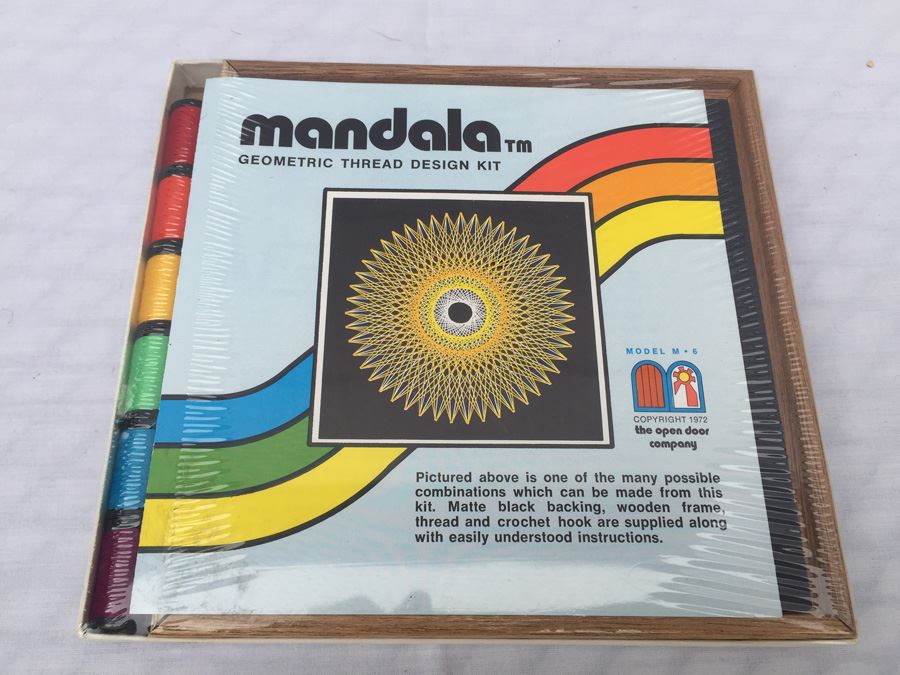 mandala TM
GEOMETRIC THREAD DESIGN KIT
MODEL M • 6
COPYRIGHT 1972
the open door
company
Pictured above is one of the many possible
combinations which can be made from this
kit. Matte black backing, wooden frame,
thread and crochet hook are supplied along
with easily understood instructions.